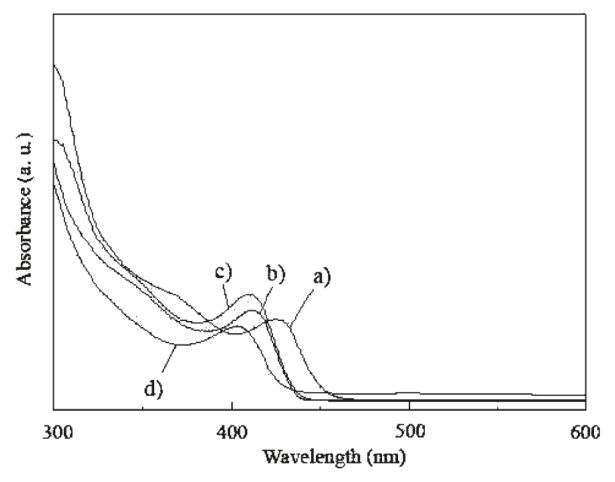 Absorbance (a. u.)
c)
b)
a)
d)
300
400
500
600
Wavelength (nm)